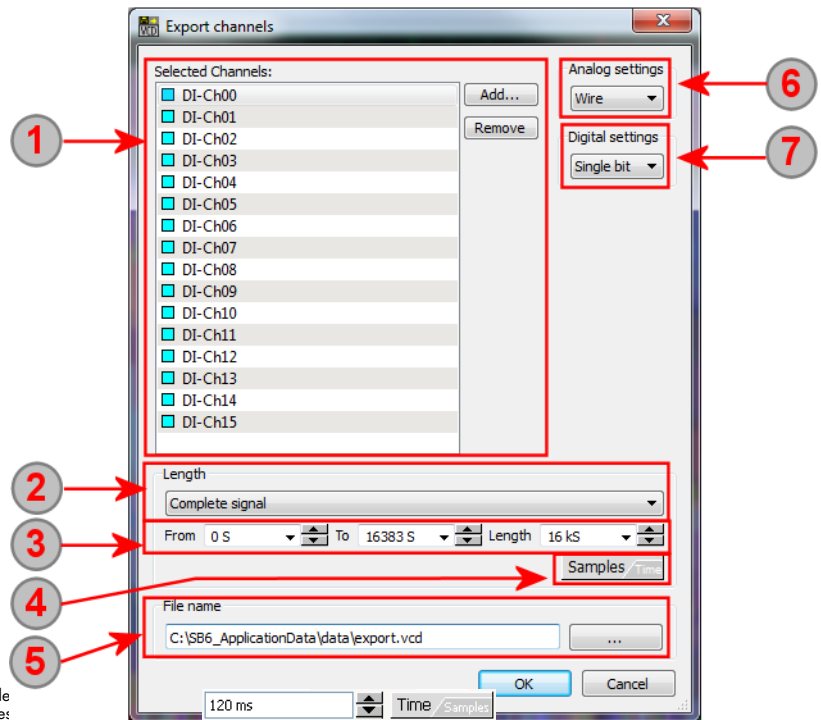 VCD Export channels
Selected Channels:
DI-Ch00
DI-Ch01
DI-Ch02
DI-Ch03
DI-Ch04
DI-Ch05
DI-Ch06
DI-Ch07
DI-Ch08
DI-Ch09
DI-Ch10
DI-Ch11
DI-Ch12
DI-Ch13
DI-Ch14
DI-Ch15
Add...
Remove
Analog settings
Wire
Digital settings
Single bit
1
6
7
2
Length
Complete signal
3
From 0 S To 16383 S Length 16 kS
Samples Time
4
File name
C:\SB6_ApplicationData\data\export.vcd ...
5
OK Cancel
120 ms Time Samples